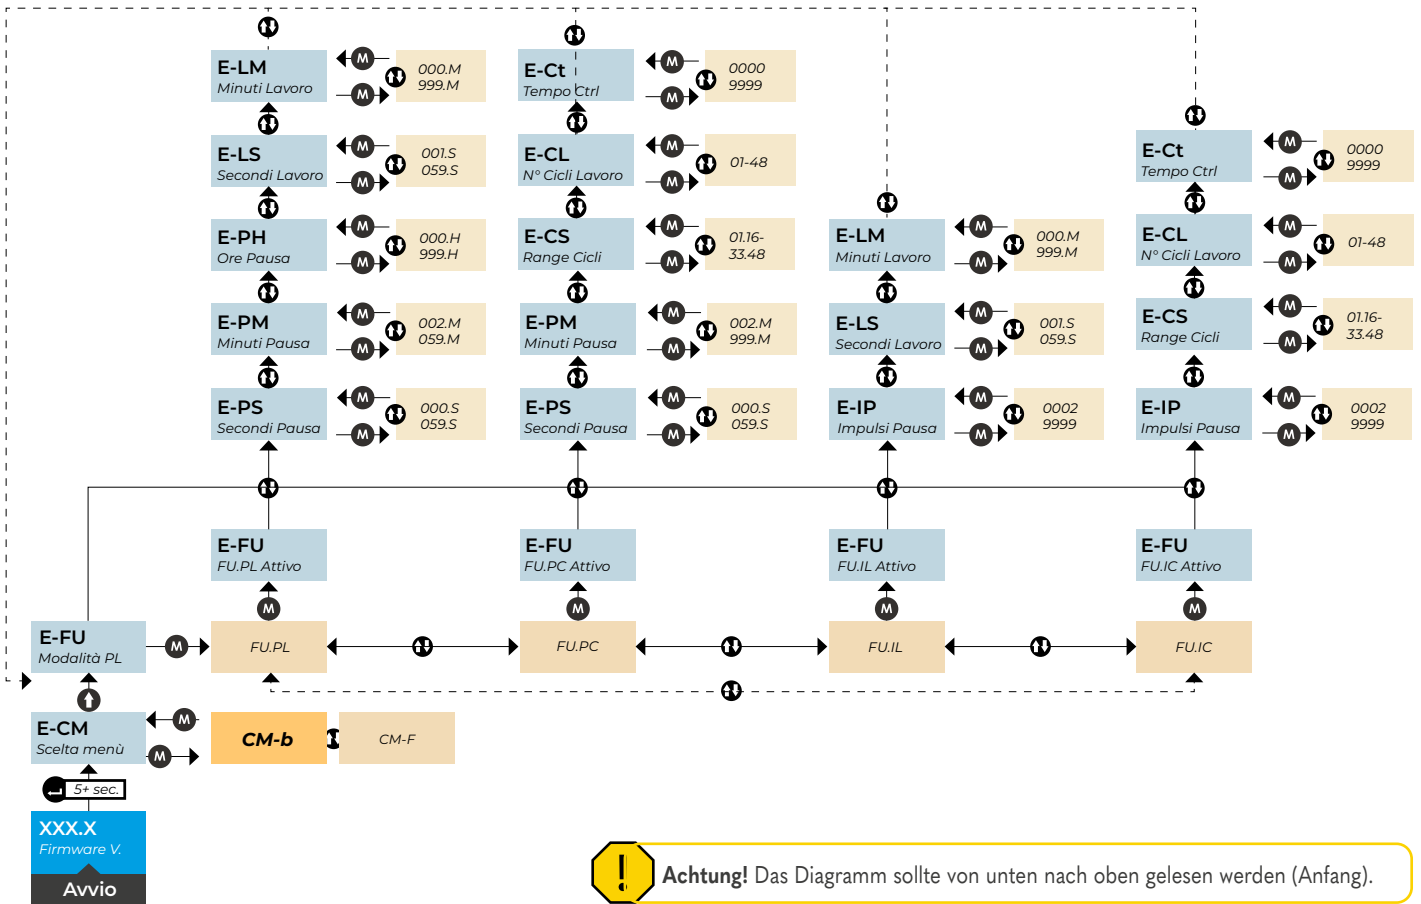 E-LM
Minuti Lavoro
M
M
000.M
999.M
E-Ct
Tempo Ctrl
M
M
0000
9999
E-LS
Secondi Lavoro
M
M
001.S
059.S
E-CL
N° Cicli Lavoro
M
M
01-48
E-Ct
Tempo Ctrl
M
M
0000
9999
E-PH
Ore Pausa
M
M
000.H
999.H
E-CS
Range Cicli
M
M
01.16-
33.48
E-LM
Minuti Lavoro
M
M
000.M
999.M
E-CL
N° Cicli Lavoro
M
M
01-48
E-PM
Minuti Pausa
M
M
002.M
059.M
E-PM
Minuti Pausa
M
M
002.M
999.M
E-LS
Secondi Lavoro
M
M
001.S
059.S
E-CS
Range Cicli
M
M
01.16-
33.48
E-PS
Secondi Pausa
M
M
000.S
059.S
E-PS
Secondi Pausa
M
M
000.S
059.S
E-IP
Impulsi Pausa
M
M
0002
9999
E-IP
Impulsi Pausa
M
M
0002
9999
E-FU
FU.PL Attivo
E-FU
FU.PC Attivo
E-FU
FU.IL Attivo
E-FU
FU.IC Attivo
M
M
M
M
E-FU
Modalità PL
M
FU.PL
FU.PC
FU.IL
FU.IC
E-CM
Scelta menù
M
M
CM-b
CM-F
5+ sec.
XXX.X
Firmware V.
Avvio
Achtung! Das Diagramm sollte von unten nach oben gelesen werden (Anfang).